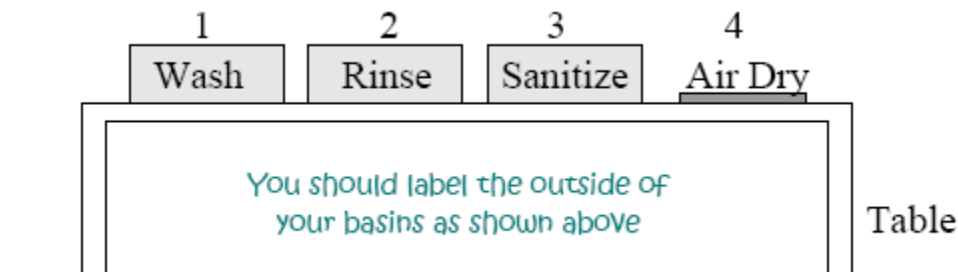 1 2 3 4
Wash Rinse Sanitize Air Dry
You should label the outside of
your basins as shown above
Table